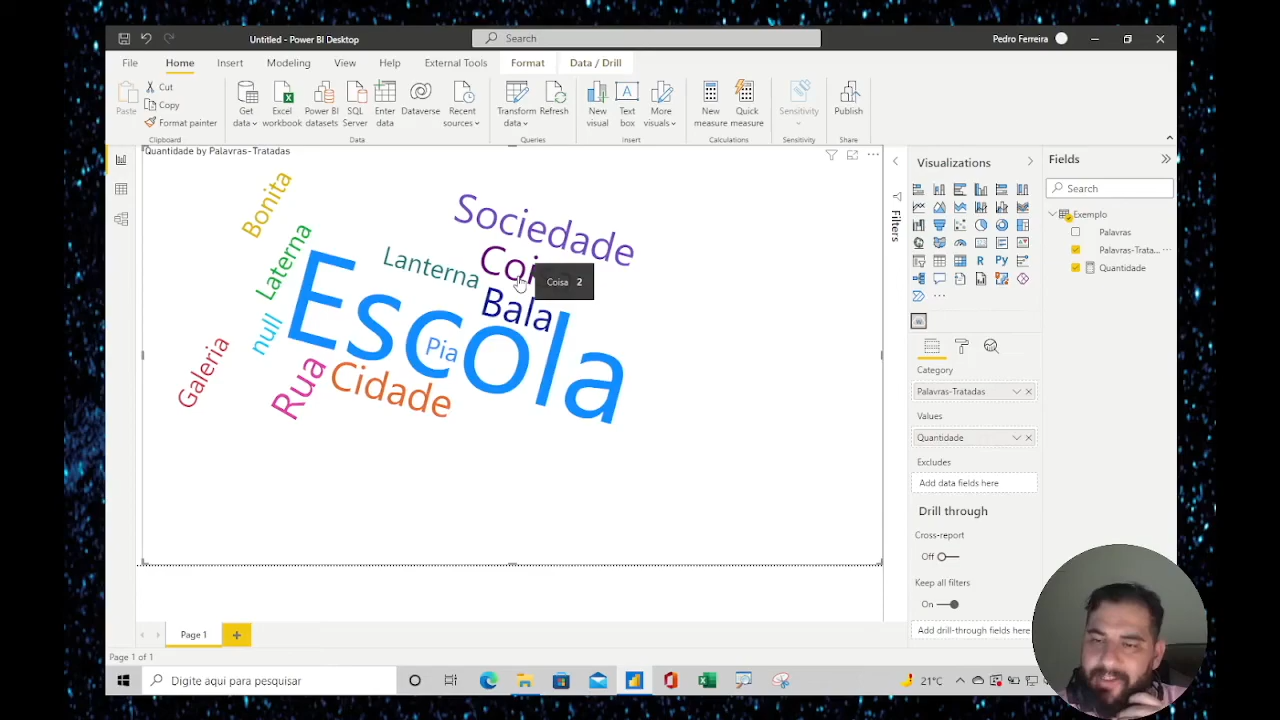 Untitled - Power BI Desktop
Search
Pedro Ferreira
File
Home
Insert
Modeling
View
Help
External Tools
Format
Data / Drill
Paste
Cut
Copy
Format painter
Clipboard
Get data
Excel workbook
Power BI datasets
SQL Server
Enter data
Dataverse
Recent sources
Data
Transform data
Refresh
Queries
New visual
Text box
More visuals
Insert
New measure
Quick measure
Calculations
Sensitivity
Sensitivity
Publish
Share
Quantidade by Palavras-Tratadas
Bonita
Sociedade
Laterna
Lanterna
Coisa
Coisa 2
Bala
Escola
null
Pia
Galeria
Rua
Cidade
Filters
Visualizations
Category
Palavras-Tratadas
Values
Quantidade
Excludes
Add data fields here
Drill through
Cross-report
Off
Keep all filters
On
Add drill-through fields here
Fields
Search
Exemplo
Palavras
Palavras-Trata...
Quantidade
Page 1
Page 1 of 1
Digite aqui para pesquisar
21°C